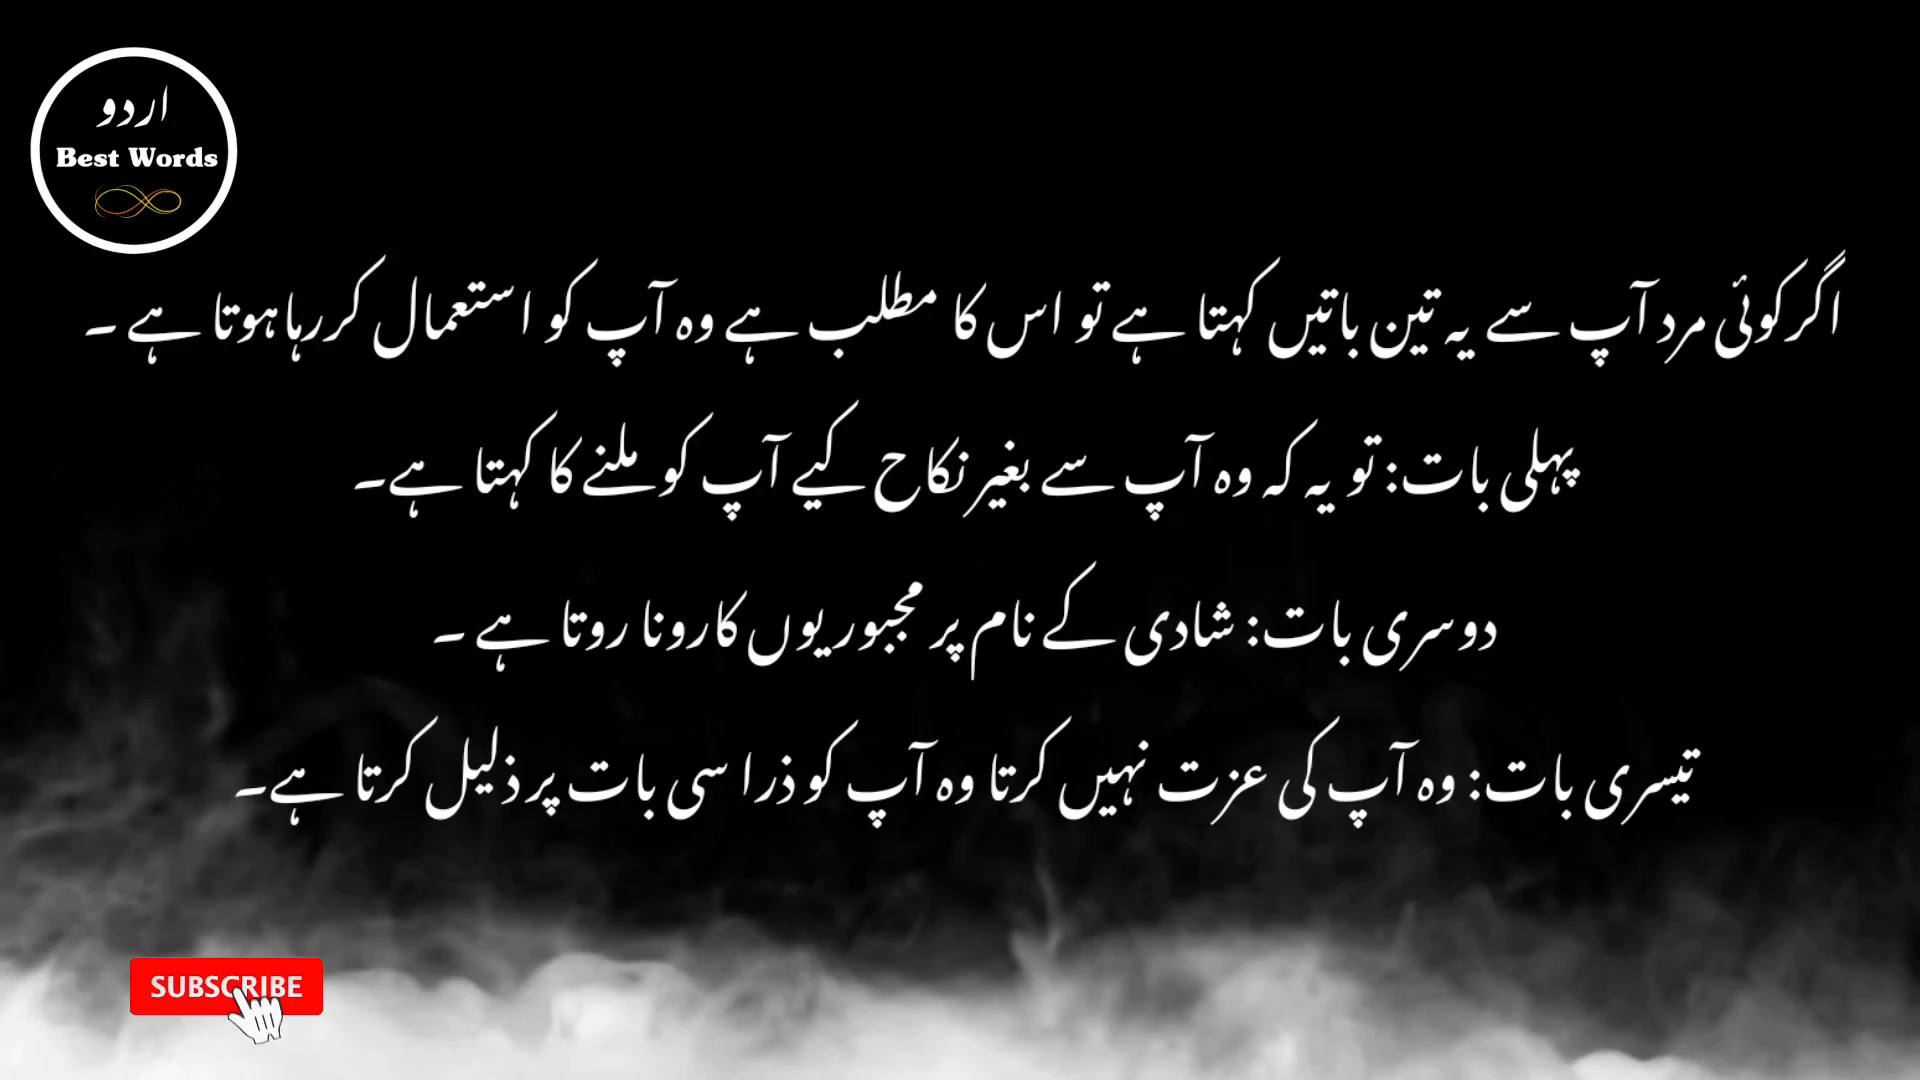 اردو
Best Words
اگر کوئی مرد آپ سے یہ تین باتیں کہتا ہے تو اس کا مطلب ہے وہ آپ کو استعمال کر رہا ہوتا ہے ۔
پہلی بات: تو یہ کہ وہ آپ سے بغیر نکاح کیے آپ کو ملنے کا کہتا ہے۔
دوسری بات: شادی کے نام پر مجبوریوں کا رونا روتا ہے ۔
تیسری بات: وہ آپ کی عزت نہیں کرتا وہ آپ کو ذرا سی بات پر ذلیل کرتا ہے۔
SUBSCRIBE